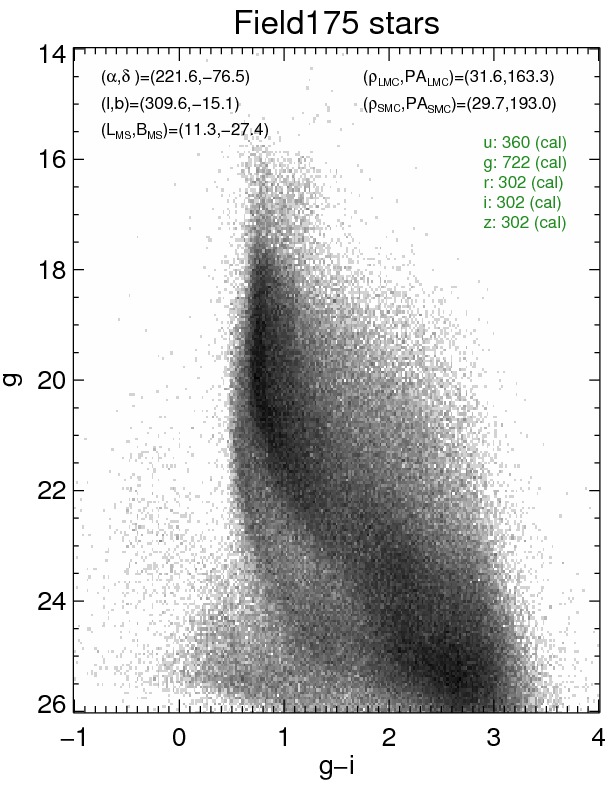 Field175 stars
14
(α,δ )=(221.6,−76.5)
(ρLMC,PALMC)=(31.6,163.3)
(l,b)=(309.6,−15.1)
(ρSMC,PASMC)=(29.7,193.0)
(LMS,BMS)=(11.3,−27.4)
u: 360 (cal)
g: 722 (cal)
r: 302 (cal)
i: 302 (cal)
z: 302 (cal)
16
18
g
20
22
24
26
−1 0 1 2 3 4
g−i